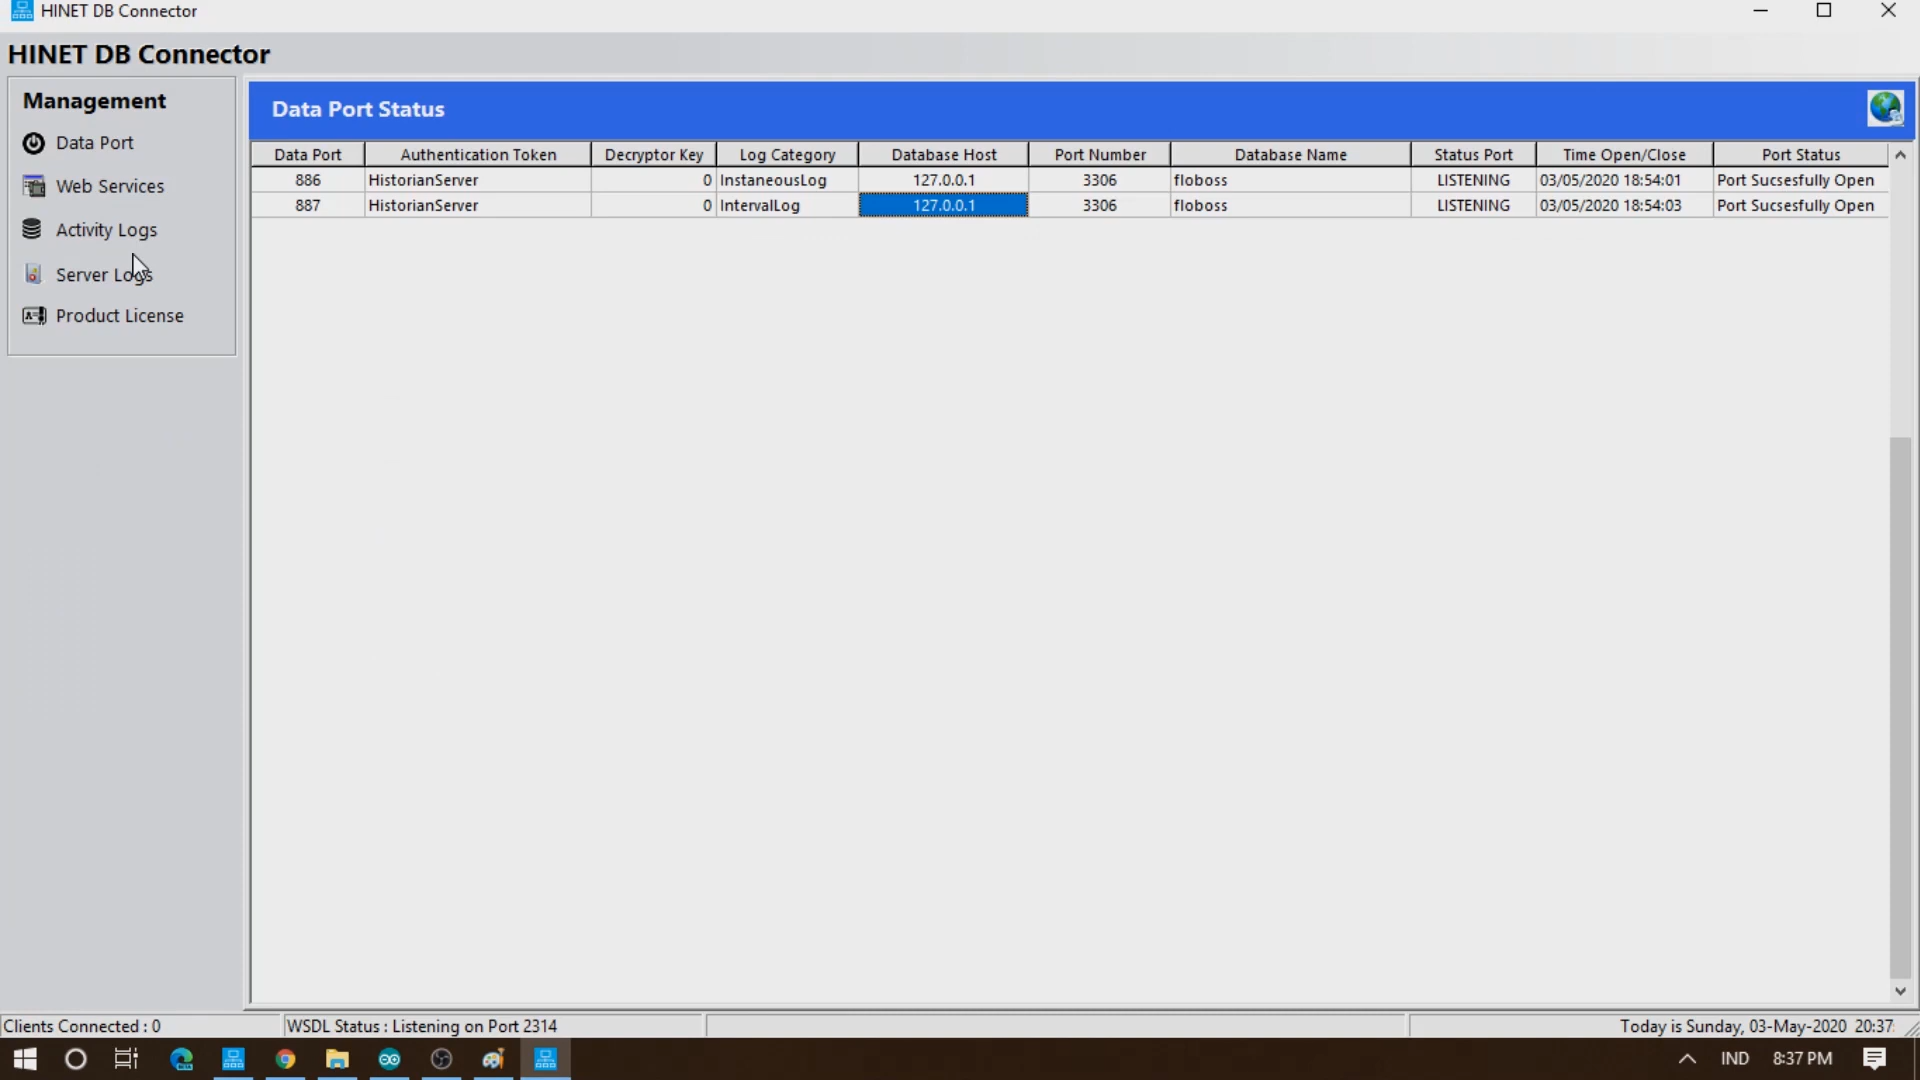 HINET DB Connector
HINET DB Connector
Management
Data Port
Web Services
Activity Logs
Server Logs
Product License
Data Port Status
Data Port Authentication Token Decryptor Key Log Category Database Host Port Number Database Name Status Port Time Open/Close Port Status
886 HistorianServer 0 InstaneousLog 127.0.0.1 3306 floboss LISTENING 03/05/2020 18:54:01 Port Sucsesfully Open
887 HistorianServer 0 IntervalLog 127.0.0.1 3306 floboss LISTENING 03/05/2020 18:54:03 Port Sucsesfully Open
Clients Connected : 0 WSDL Status : Listening on Port 2314 Today is Sunday, 03-May-2020 20:37:
IND 8:37 PM